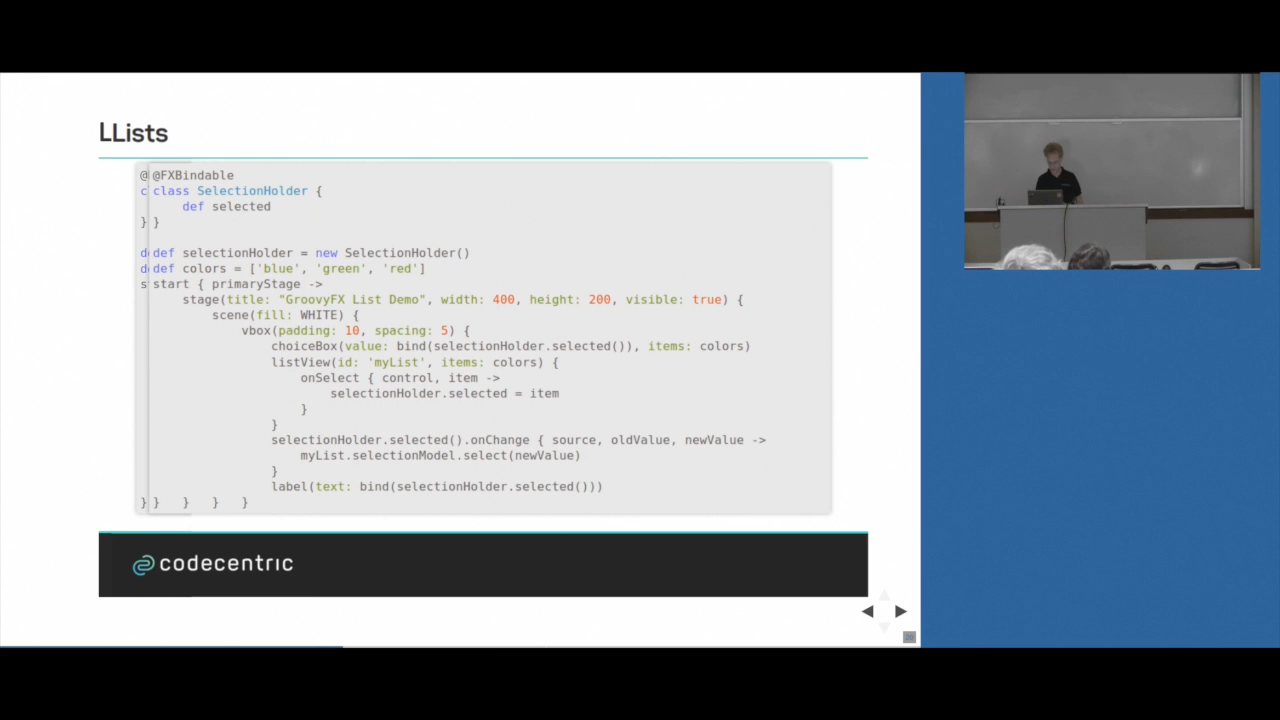 LLists
@ @FXBindable
c class SelectionHolder {
def selected
} }
d def selectionHolder = new SelectionHolder()
d def colors = ['blue', 'green', 'red']
s start { primaryStage ->
stage(title: "GroovyFX List Demo", width: 400, height: 200, visible: true) {
scene(fill: WHITE) {
vbox(padding: 10, spacing: 5) {
choiceBox(value: bind(selectionHolder.selected()), items: colors)
listView(id: 'myList', items: colors) {
onSelect { control, item ->
selectionHolder.selected = item
}
}
selectionHolder.selected().onChange { source, oldValue, newValue ->
myList.selectionModel.select(newValue)
}
label(text: bind(selectionHolder.selected()))
} } } } }
codecentric